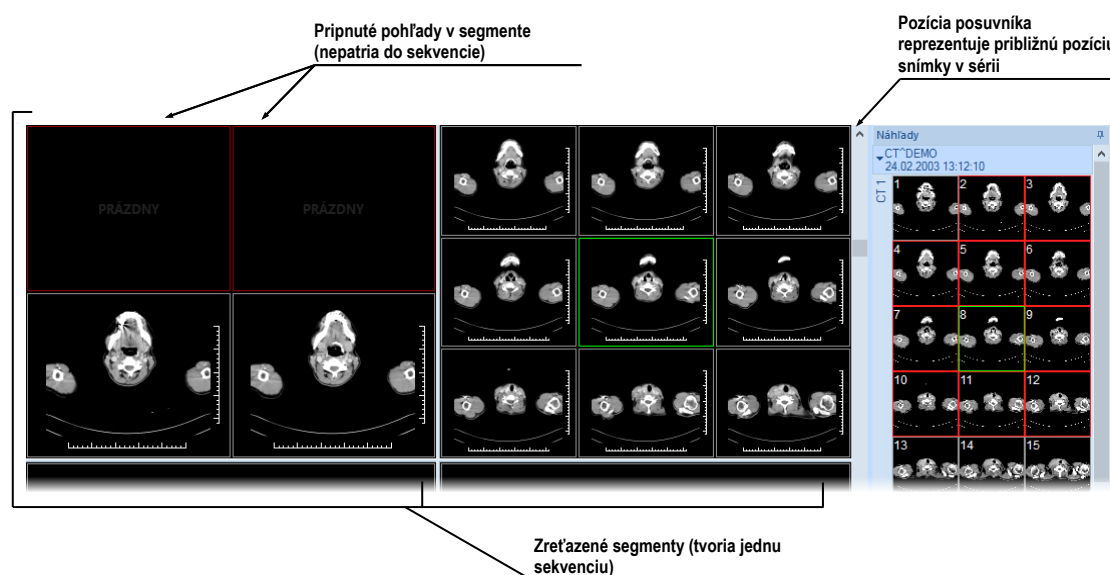 Pripnuté pohľady v segmente
(nepatria do sekvencie)
Pozícia posuvníka
reprezentuje približnú pozíciu
snímky v sérii
PRÁZDNY
PRÁZDNY
Náhľady
CT^DEMO
24.02.2003 13:12:10
CT 1
1
2
3
4
5
6
7
8
9
10
11
12
13
14
15
Zreťazené segmenty (tvoria jednu
sekvenciu)